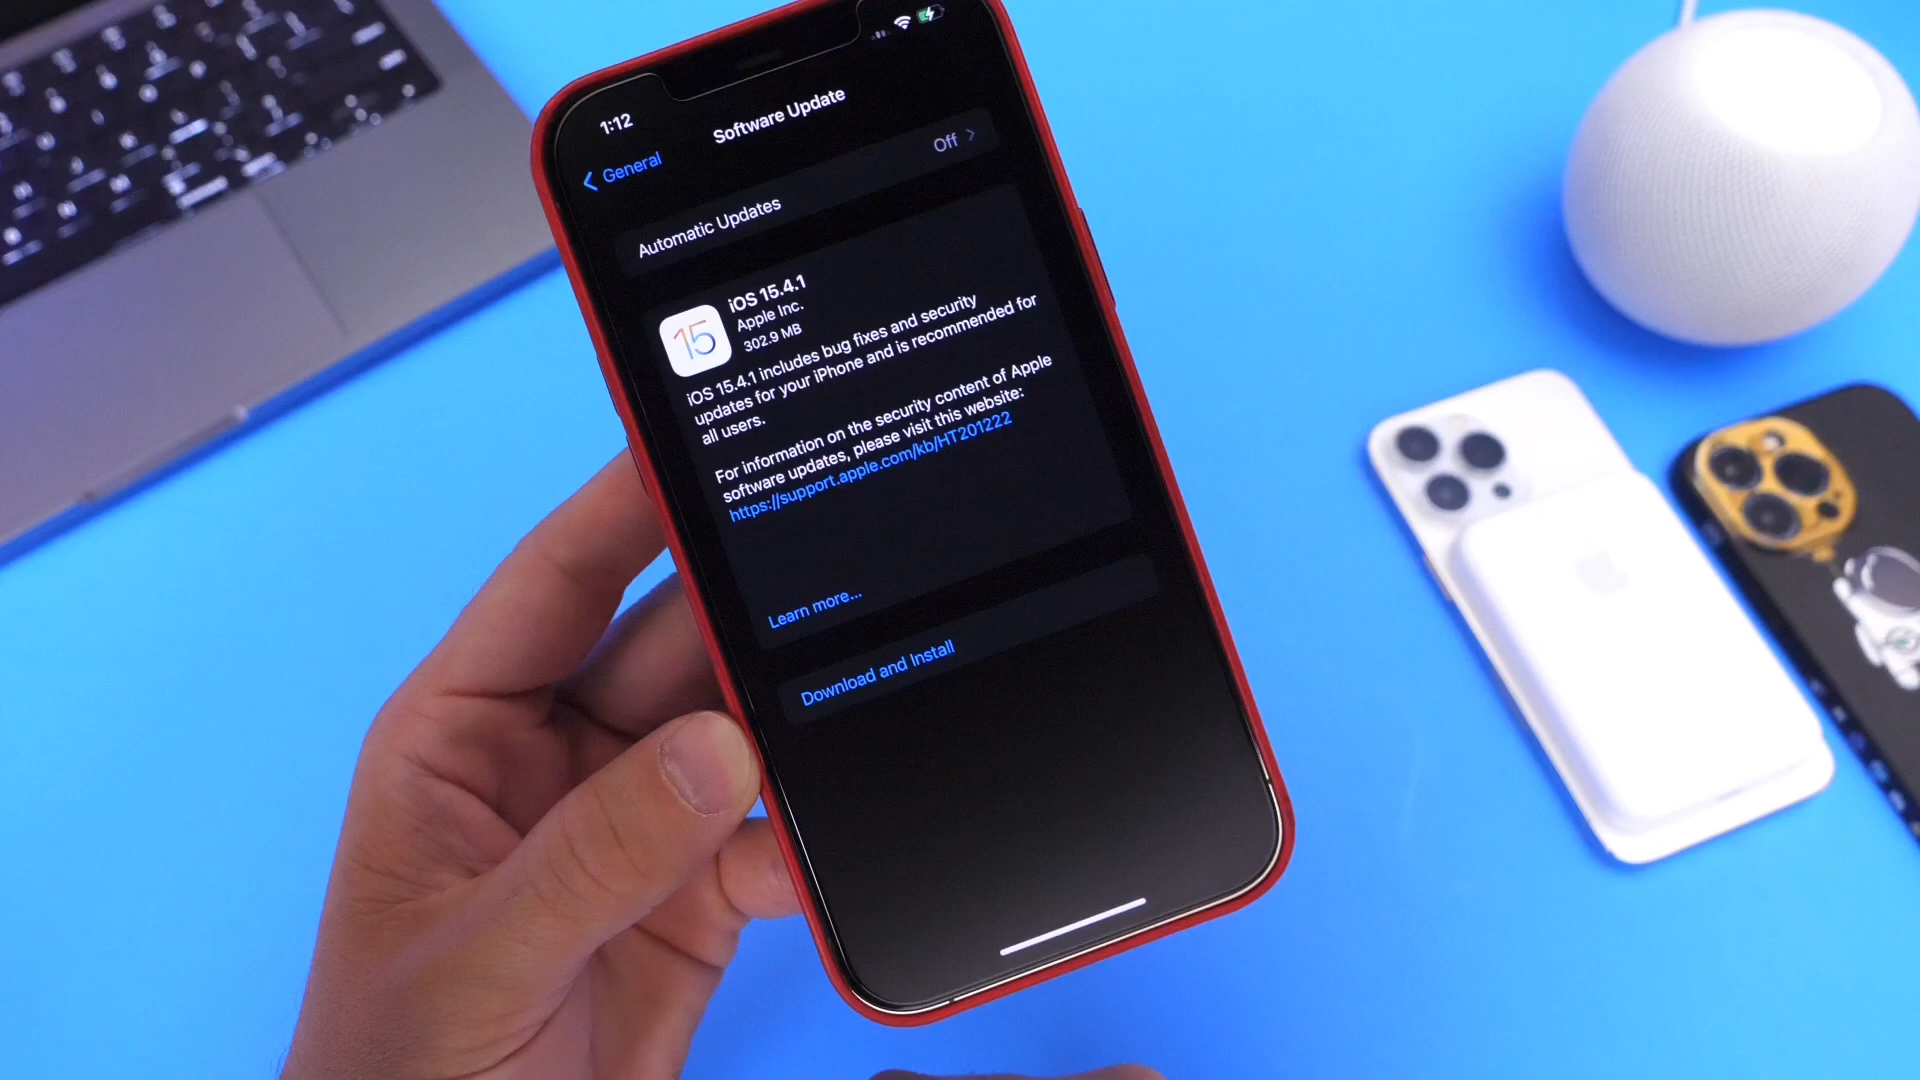 1:12
General
Software Update
Automatic Updates
Off
15
iOS 15.4.1
Apple Inc.
302.9 MB
iOS 15.4.1 includes bug fixes and security
updates for your iPhone and is recommended for
all users.
For information on the security content of Apple
software updates, please visit this website:
https://support.apple.com/kb/HT201222
Learn more...
Download and Install